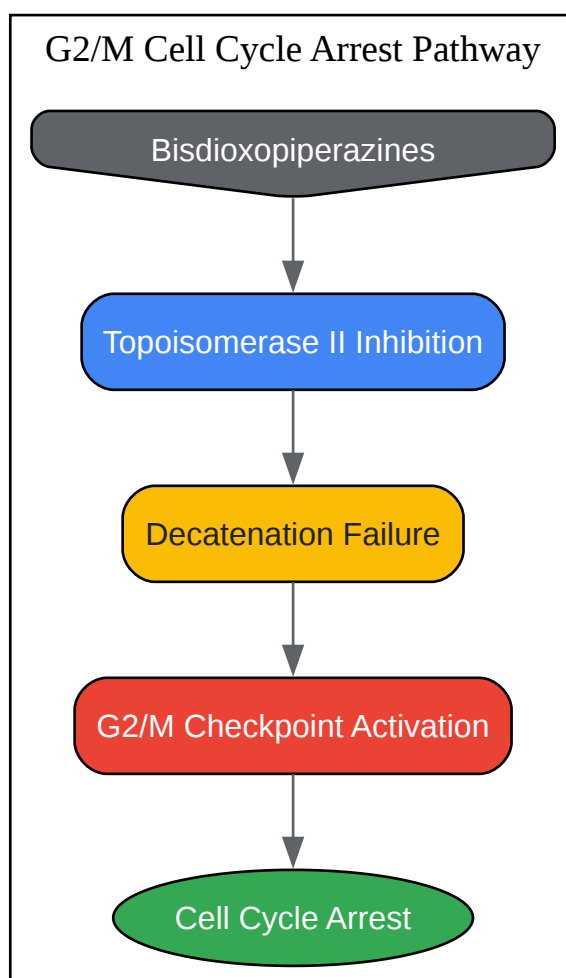 G2/M Cell Cycle Arrest Pathway
Bisdioxopiperazines
Topoisomerase II Inhibition
Decatenation Failure
G2/M Checkpoint Activation
Cell Cycle Arrest